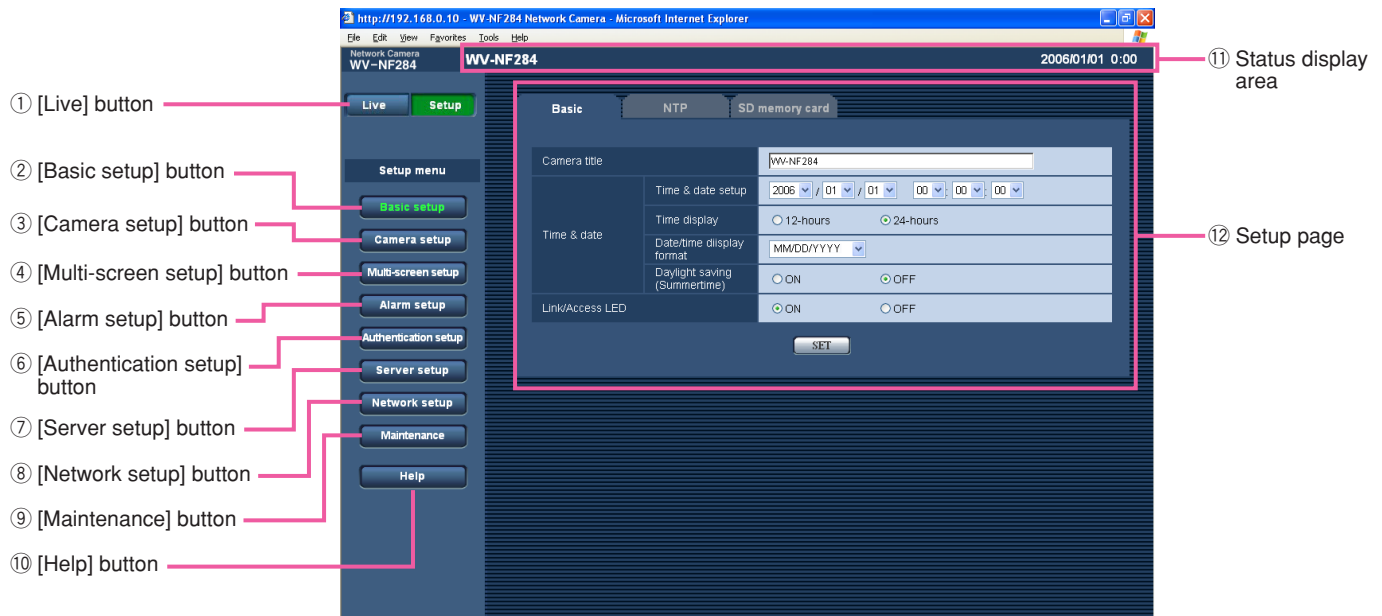 http://192.168.0.10 - WV-NF284 Network Camera - Microsoft Internet Explorer
File Edit View Favorites Tools Help
Network Camera
WV-NF284
WV-NF284
2006/01/01 0:00
⑪ Status display
area
① [Live] button
Live
Setup
② [Basic setup] button
③ [Camera setup] button
④ [Multi-screen setup] button
⑤ [Alarm setup] button
⑥ [Authentication setup]
button
⑦ [Server setup] button
⑧ [Network setup] button
⑨ [Maintenance] button
⑩ [Help] button
Setup menu
Basic setup
Camera setup
Multi-screen setup
Alarm setup
Authentication setup
Server setup
Network setup
Maintenance
Help
Basic
NTP
SD memory card
Camera title
WV-NF284
Time & date
Time & date setup
2006 / 01 / 01 00 : 00 : 00
Time display
12-hours
24-hours
Date/time diisplay
format
MM/DD/YYYY
Daylight saving
(Summertime)
ON
OFF
Link/Access LED
ON
OFF
SET
⑫ Setup page